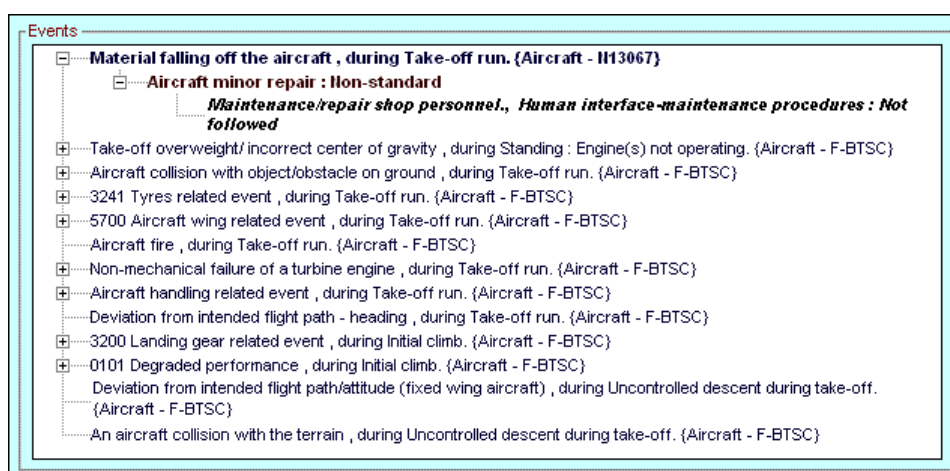 Events
Material falling off the aircraft , during Take-off run. {Aircraft - N13067}
Aircraft minor repair : Non-standard
Maintenance/repair shop personnel., Human interface-maintenance procedures : Not
followed
Take-off overweight/ incorrect center of gravity , during Standing : Engine(s) not operating. {Aircraft - F-BTSC}
Aircraft collision with object/obstacle on ground , during Take-off run. {Aircraft - F-BTSC}
3241 Tyres related event , during Take-off run. {Aircraft - F-BTSC}
5700 Aircraft wing related event , during Take-off run. {Aircraft - F-BTSC}
Aircraft fire , during Take-off run. {Aircraft - F-BTSC}
Non-mechanical failure of a turbine engine , during Take-off run. {Aircraft - F-BTSC}
Aircraft handling related event , during Take-off run. {Aircraft - F-BTSC}
Deviation from intended flight path - heading , during Take-off run. {Aircraft - F-BTSC}
3200 Landing gear related event , during Initial climb. {Aircraft - F-BTSC}
0101 Degraded performance , during Initial climb. {Aircraft - F-BTSC}
Deviation from intended flight path/attitude (fixed wing aircraft) , during Uncontrolled descent during take-off.
{Aircraft - F-BTSC}
An aircraft collision with the terrain , during Uncontrolled descent during take-off. {Aircraft - F-BTSC}